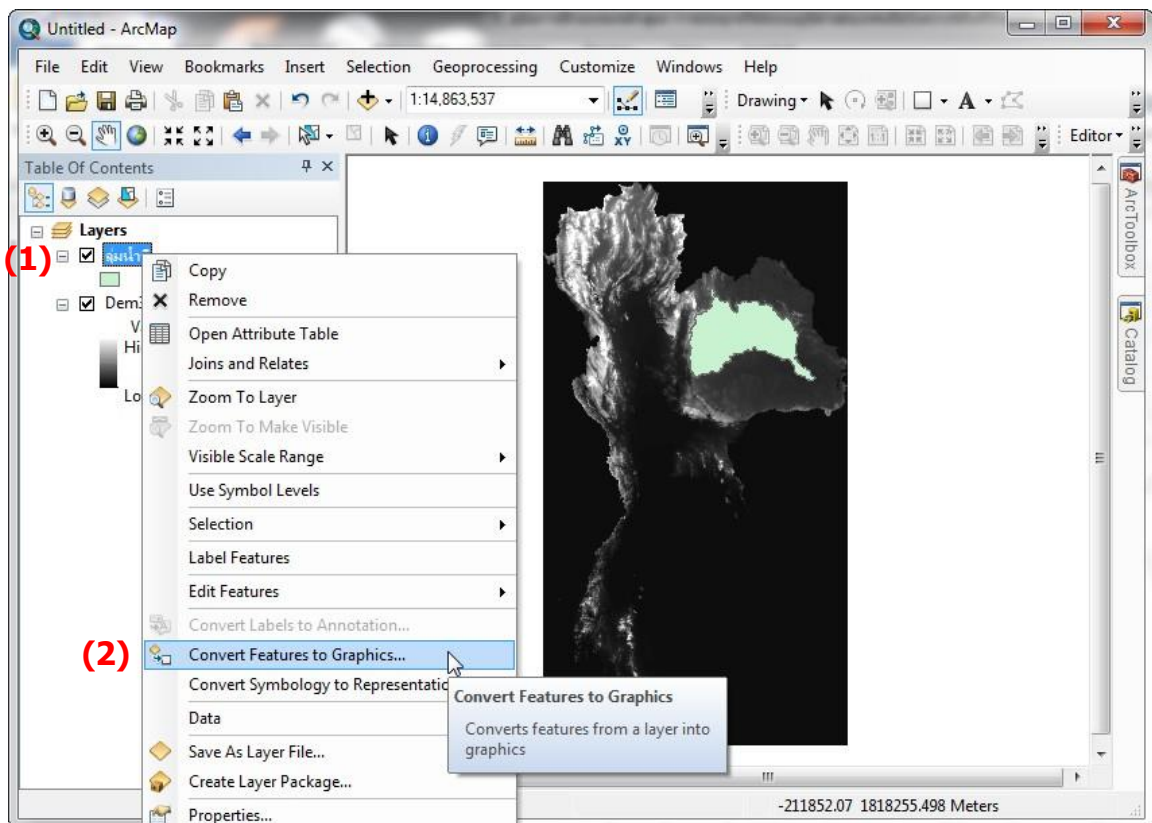 Untitled - ArcMap
File Edit View Bookmarks Insert Selection Geoprocessing Customize Windows Help
1:14,863,537
Drawing
Editor
Table Of Contents
Layers
(1)
Copy
Remove
Open Attribute Table
Joins and Relates
Zoom To Layer
Zoom To Make Visible
Visible Scale Range
Use Symbol Levels
Selection
Label Features
Edit Features
Convert Labels to Annotation...
(2) Convert Features to Graphics...
Convert Symbology to Representatio
Convert Features to Graphics
Converts features from a layer into
graphics
Data
Save As Layer File...
Create Layer Package...
Properties...
-211852.07 1818255.498 Meters
ArcToolbox
Catalog